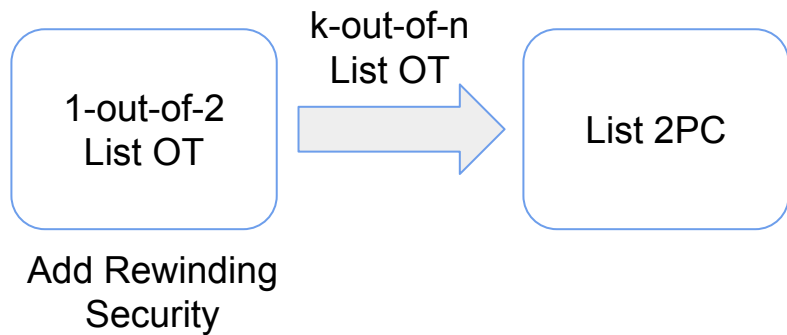 1-out-of-2
List OT
k-out-of-n
List OT
List 2PC
Add Rewinding
Security